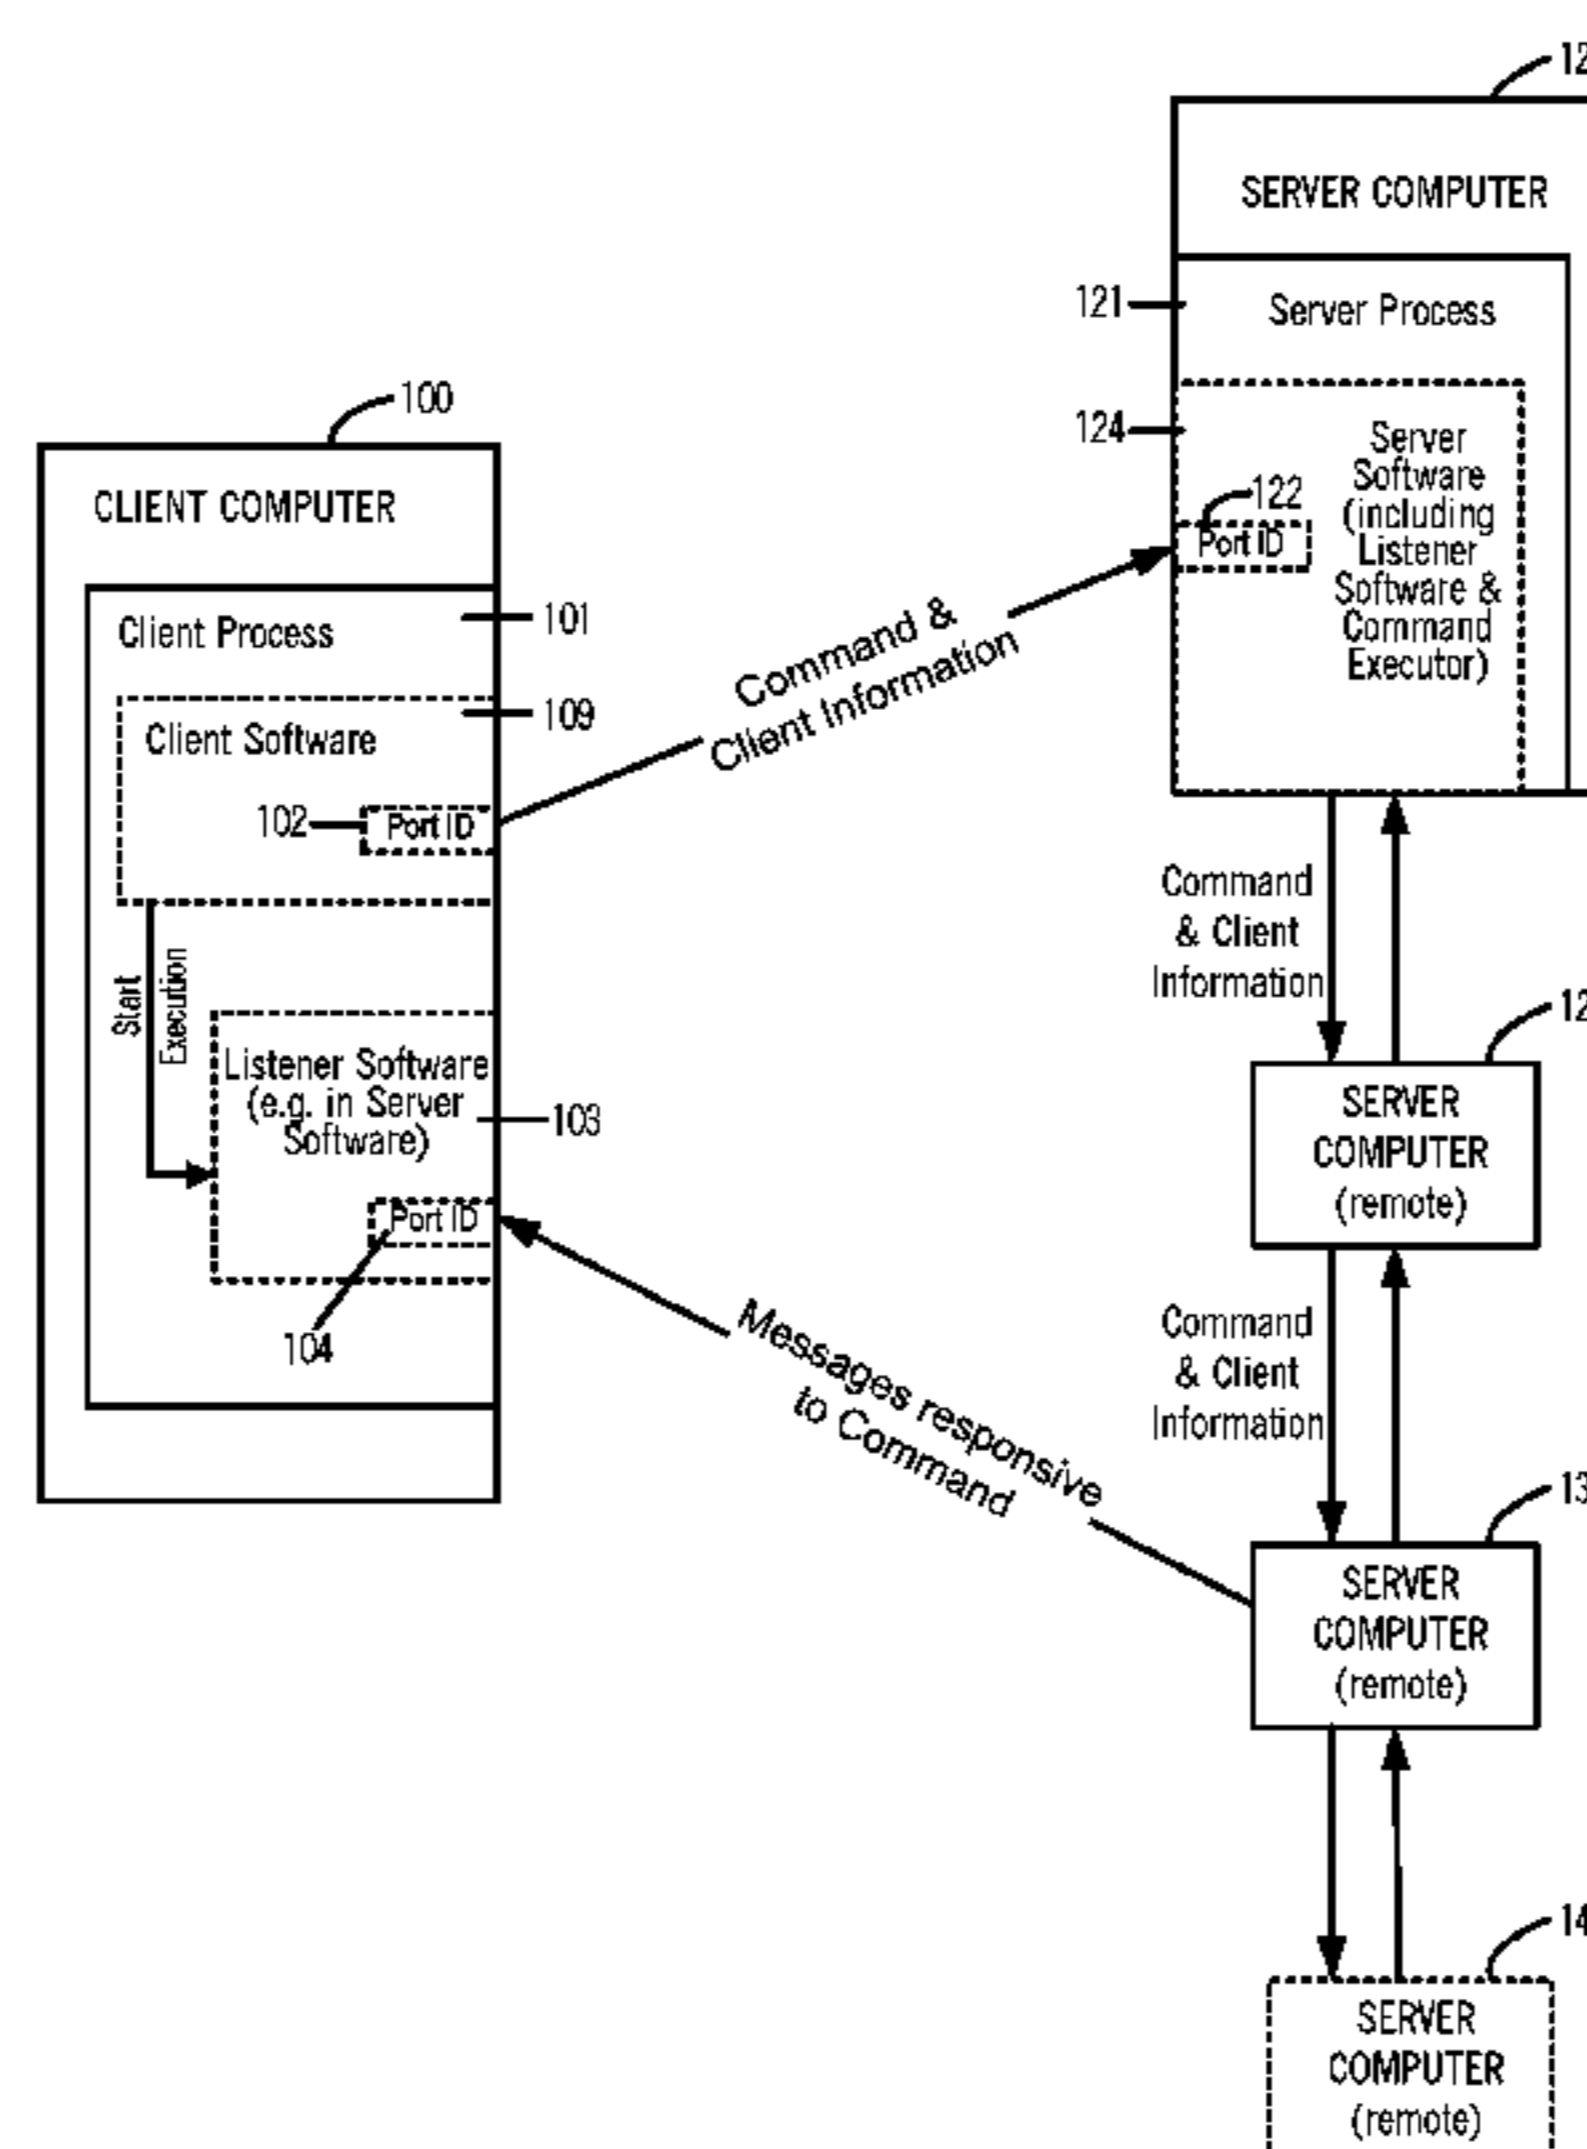 100
CLIENT COMPUTER
Client Process
101
109
Client Software
102
Port ID
Start
Execution
Listener Software
(e.g. in Server
Software)
103
Port ID
104
Command &
Client Information
Messages responsive
to Command
SERVER COMPUTER
121
Server Process
124
122
Port ID
Server
Software
(including
Listener
Software &
Command
Executor)
Command
& Client
Information
SERVER
COMPUTER
(remote)
Command
& Client
Information
SERVER
COMPUTER
(remote)
SERVER
COMPUTER
(remote)